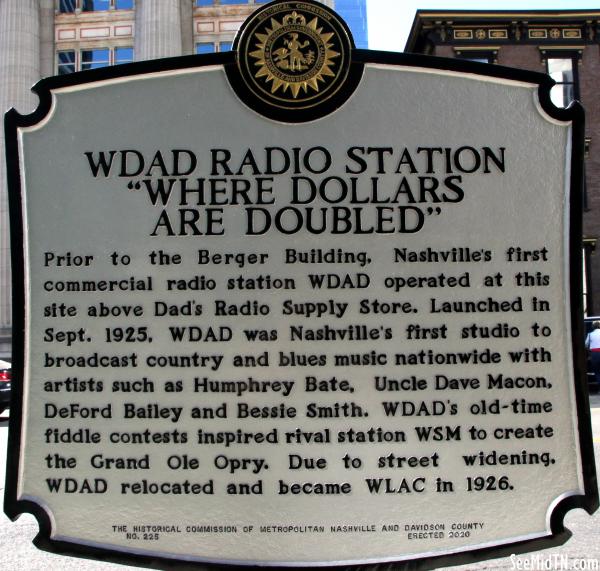 HISTORICAL COMMISSION
WDAD RADIO STATION
“WHERE DOLLARS
ARE DOUBLED”
Prior to the Berger Building, Nashville's first
commercial radio station WDAD operated at this
site above Dad's Radio Supply Store. Launched in
Sept. 1925, WDAD was Nashville's first studio to
broadcast country and blues music nationwide with
artists such as Humphrey Bate, Uncle Dave Macon,
DeFord Bailey and Bessie Smith. WDAD's old-time
fiddle contests inspired rival station WSM to create
the Grand Ole Opry. Due to street widening,
WDAD relocated and became WLAC in 1926.
THE HISTORICAL COMMISSION OF METROPOLITAN NASHVILLE AND DAVIDSON COUNTY
NO. 225 ERECTED 2020
SeeMidTN.com